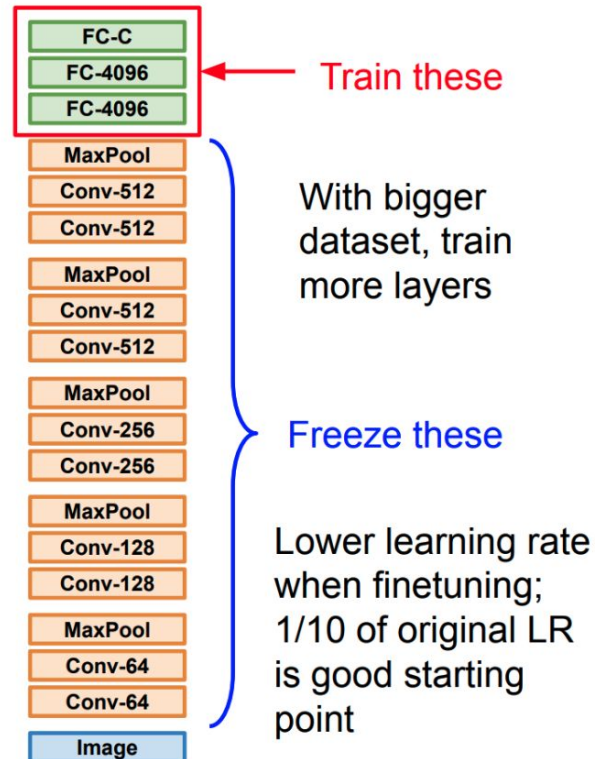 FC-C
FC-4096
FC-4096
Train these
MaxPool
Conv-512
Conv-512
MaxPool
Conv-512
Conv-512
MaxPool
Conv-256
Conv-256
MaxPool
Conv-128
Conv-128
MaxPool
Conv-64
Conv-64
Image
With bigger
dataset, train
more layers
Freeze these
Lower learning rate
when finetuning;
1/10 of original LR
is good starting
point